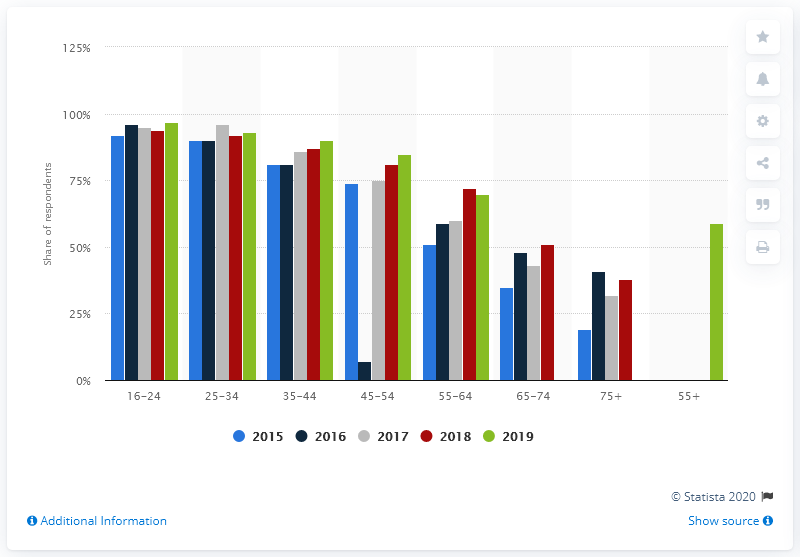 125%
100%
75%
50%
25%
0%
Share of respondents
16-24 25-34 35-44 45-54 55-64 65-74 75+ 55+
2015 2016 2017 2018 2019
© Statista 2020
Additional Information Show source